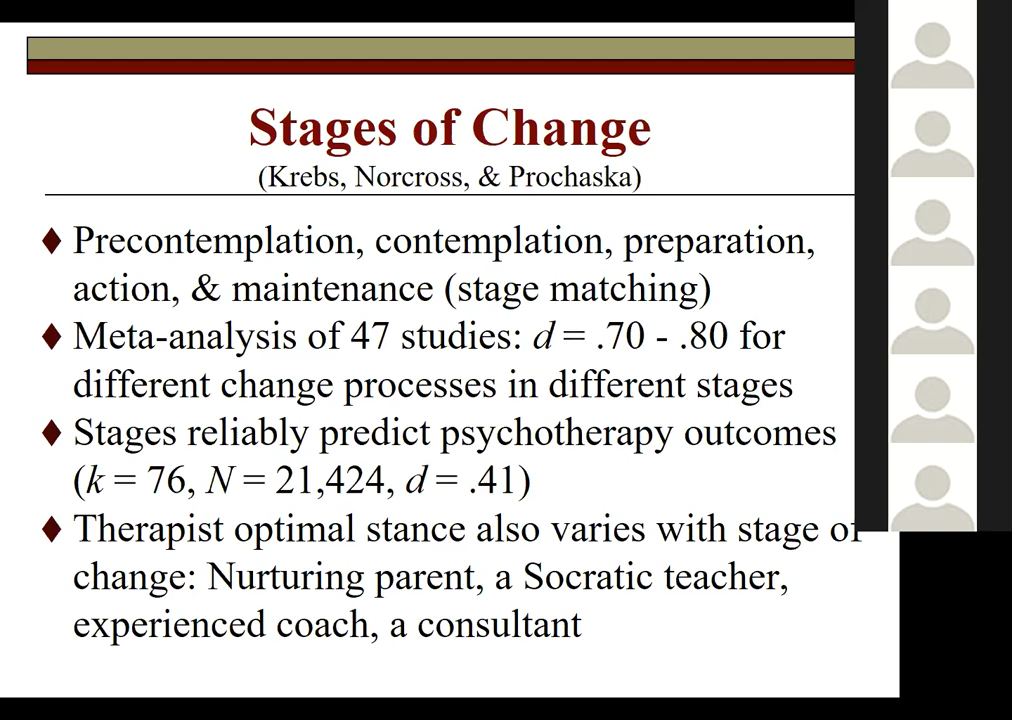 Stages of Change
(Krebs, Norcross, & Prochaska)
Precontemplation, contemplation, preparation,
action, & maintenance (stage matching)
Meta-analysis of 47 studies: d = .70 - .80 for
different change processes in different stages
Stages reliably predict psychotherapy outcomes
(k = 76, N = 21,424, d = .41)
Therapist optimal stance also varies with stage of
change: Nurturing parent, a Socratic teacher,
experienced coach, a consultant